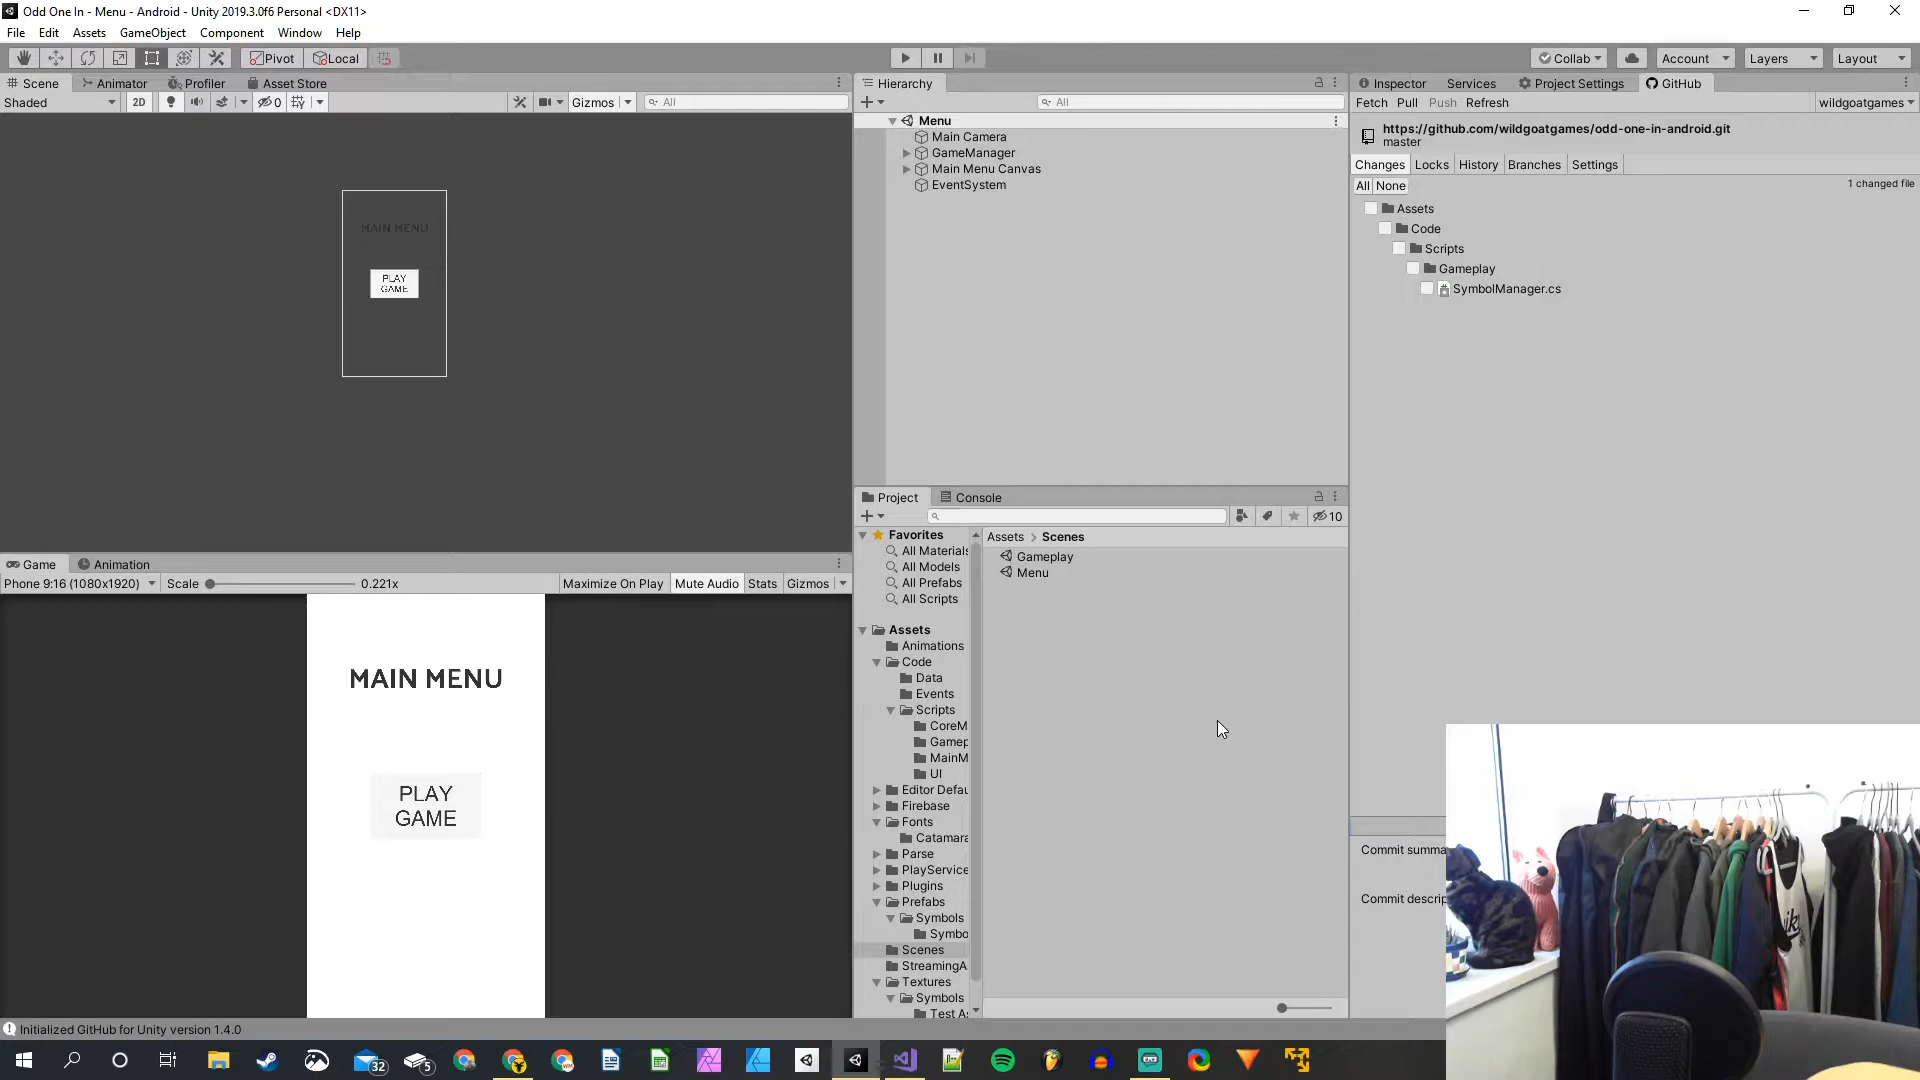 Odd One In - Menu - Android - Unity 2019.3.0f6 Personal <DX11>
File Edit Assets GameObject Component Window Help
Pivot Local Collab Account Layers Layout
Scene Animator Profiler Asset Store
Shaded 2D 0 Gizmos All
MAIN MENU
PLAY
GAME
Hierarchy
All
Menu
Main Camera
GameManager
Main Menu Canvas
EventSystem
Inspector Services Project Settings GitHub
Fetch Pull Push Refresh wildgoatgames
https://github.com/wildgoatgames/odd-one-in-android.git
master
Changes Locks History Branches Settings
All None 1 changed file
Assets
Code
Scripts
Gameplay
SymbolManager.cs
Game Animation
Phone 9:16 (1080x1920) Scale 0.221x Maximize On Play Mute Audio Stats Gizmos
MAIN MENU
PLAY
GAME
Project Console
10
Favorites
All Materials
All Models
All Prefabs
All Scripts
Assets
Animations
Code
Data
Events
Scripts
CoreM
Gamep
MainM
UI
Editor Defau
Firebase
Fonts
Catamara
Parse
PlayService
Plugins
Prefabs
Symbols
Symbo
Scenes
StreamingA
Textures
Symbols
Test A
Assets > Scenes
Gameplay
Menu
Commit summa
Commit descrip
Initialized GitHub for Unity version 1.4.0
32 5